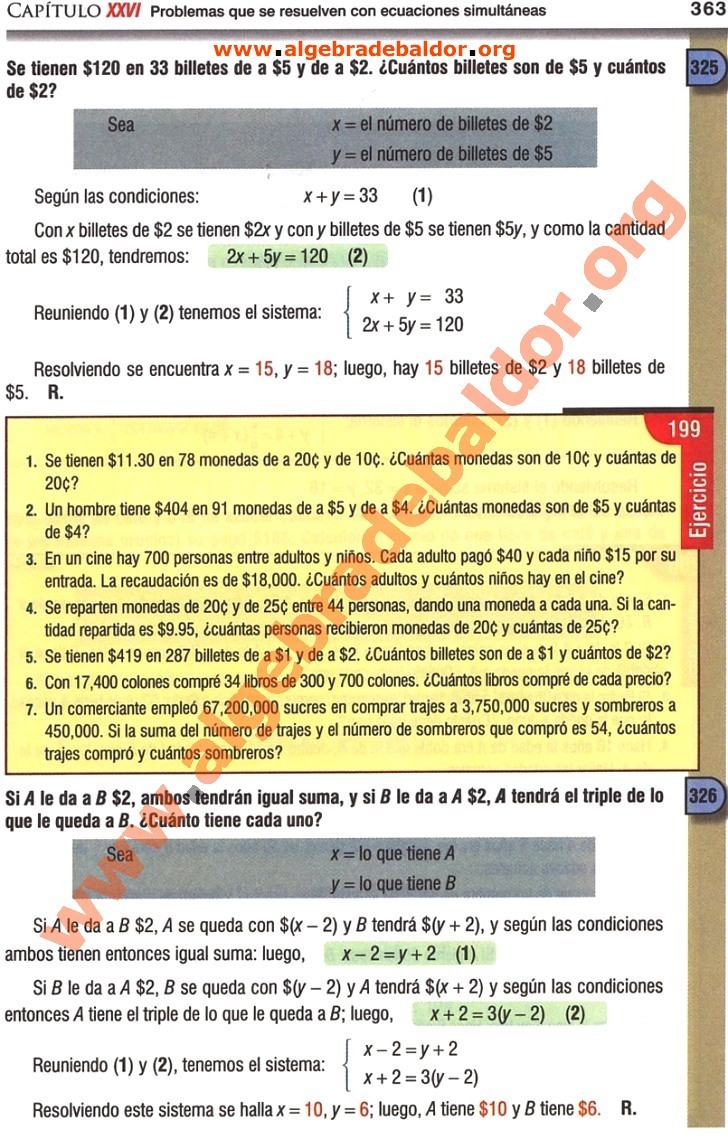 CAPÍTULO XXVI Problemas que se resuelven con ecuaciones simultáneas 363
www.algebradebaldor.org
Se tienen $120 en 33 billetes de a $5 y de a $2. ¿Cuántos billetes son de $5 y cuántos 325
de $2?
Sea x = el número de billetes de $2
y = el número de billetes de $5
Según las condiciones: x + y = 33 (1)
Con x billetes de $2 se tienen $2x y con y billetes de $5 se tienen $5y, y como la cantidad
total es $120, tendremos: 2x + 5y = 120 (2)
Reuniendo (1) y (2) tenemos el sistema: { x + y = 33
2x + 5y = 120
Resolviendo se encuentra x = 15, y = 18; luego, hay 15 billetes de $2 y 18 billetes de
$5. R.
199
Ejercicio
1. Se tienen $11.30 en 78 monedas de a 20¢ y de 10¢. ¿Cuántas monedas son de 10¢ y cuántas de
20¢?
2. Un hombre tiene $404 en 91 monedas de a $5 y de a $4. ¿Cuántas monedas son de $5 y cuántas
de $4?
3. En un cine hay 700 personas entre adultos y niños. Cada adulto pagó $40 y cada niño $15 por su
entrada. La recaudación es de $18,000. ¿Cuántos adultos y cuántos niños hay en el cine?
4. Se reparten monedas de 20¢ y de 25¢ entre 44 personas, dando una moneda a cada una. Si la can-
tidad repartida es $9.95, ¿cuántas personas recibieron monedas de 20¢ y cuántas de 25¢?
5. Se tienen $419 en 287 billetes de a $1 y de a $2. ¿Cuántos billetes son de a $1 y cuántos de $2?
6. Con 17,400 colones compré 34 libros de 300 y 700 colones. ¿Cuántos libros compré de cada precio?
7. Un comerciante empleó 67,200,000 sucres en comprar trajes a 3,750,000 sucres y sombreros a
450,000. Si la suma del número de trajes y el número de sombreros que compró es 54, ¿cuántos
trajes compró y cuántos sombreros?
Si A le da a B $2, ambos tendrán igual suma, y si B le da a A $2, A tendrá el triple de lo 326
que le queda a B. ¿Cuánto tiene cada uno?
Sea x = lo que tiene A
y = lo que tiene B
Si A le da a B $2, A se queda con $(x − 2) y B tendrá $(y + 2), y según las condiciones
ambos tienen entonces igual suma: luego, x − 2 = y + 2 (1)
Si B le da a A $2, B se queda con $(y − 2) y A tendrá $(x + 2) y según las condiciones
entonces A tiene el triple de lo que le queda a B; luego, x + 2 = 3(y − 2) (2)
Reuniendo (1) y (2), tenemos el sistema: { x − 2 = y + 2
x + 2 = 3(y − 2)
Resolviendo este sistema se halla x = 10, y = 6; luego, A tiene $10 y B tiene $6. R.
www.algebradebaldor.org